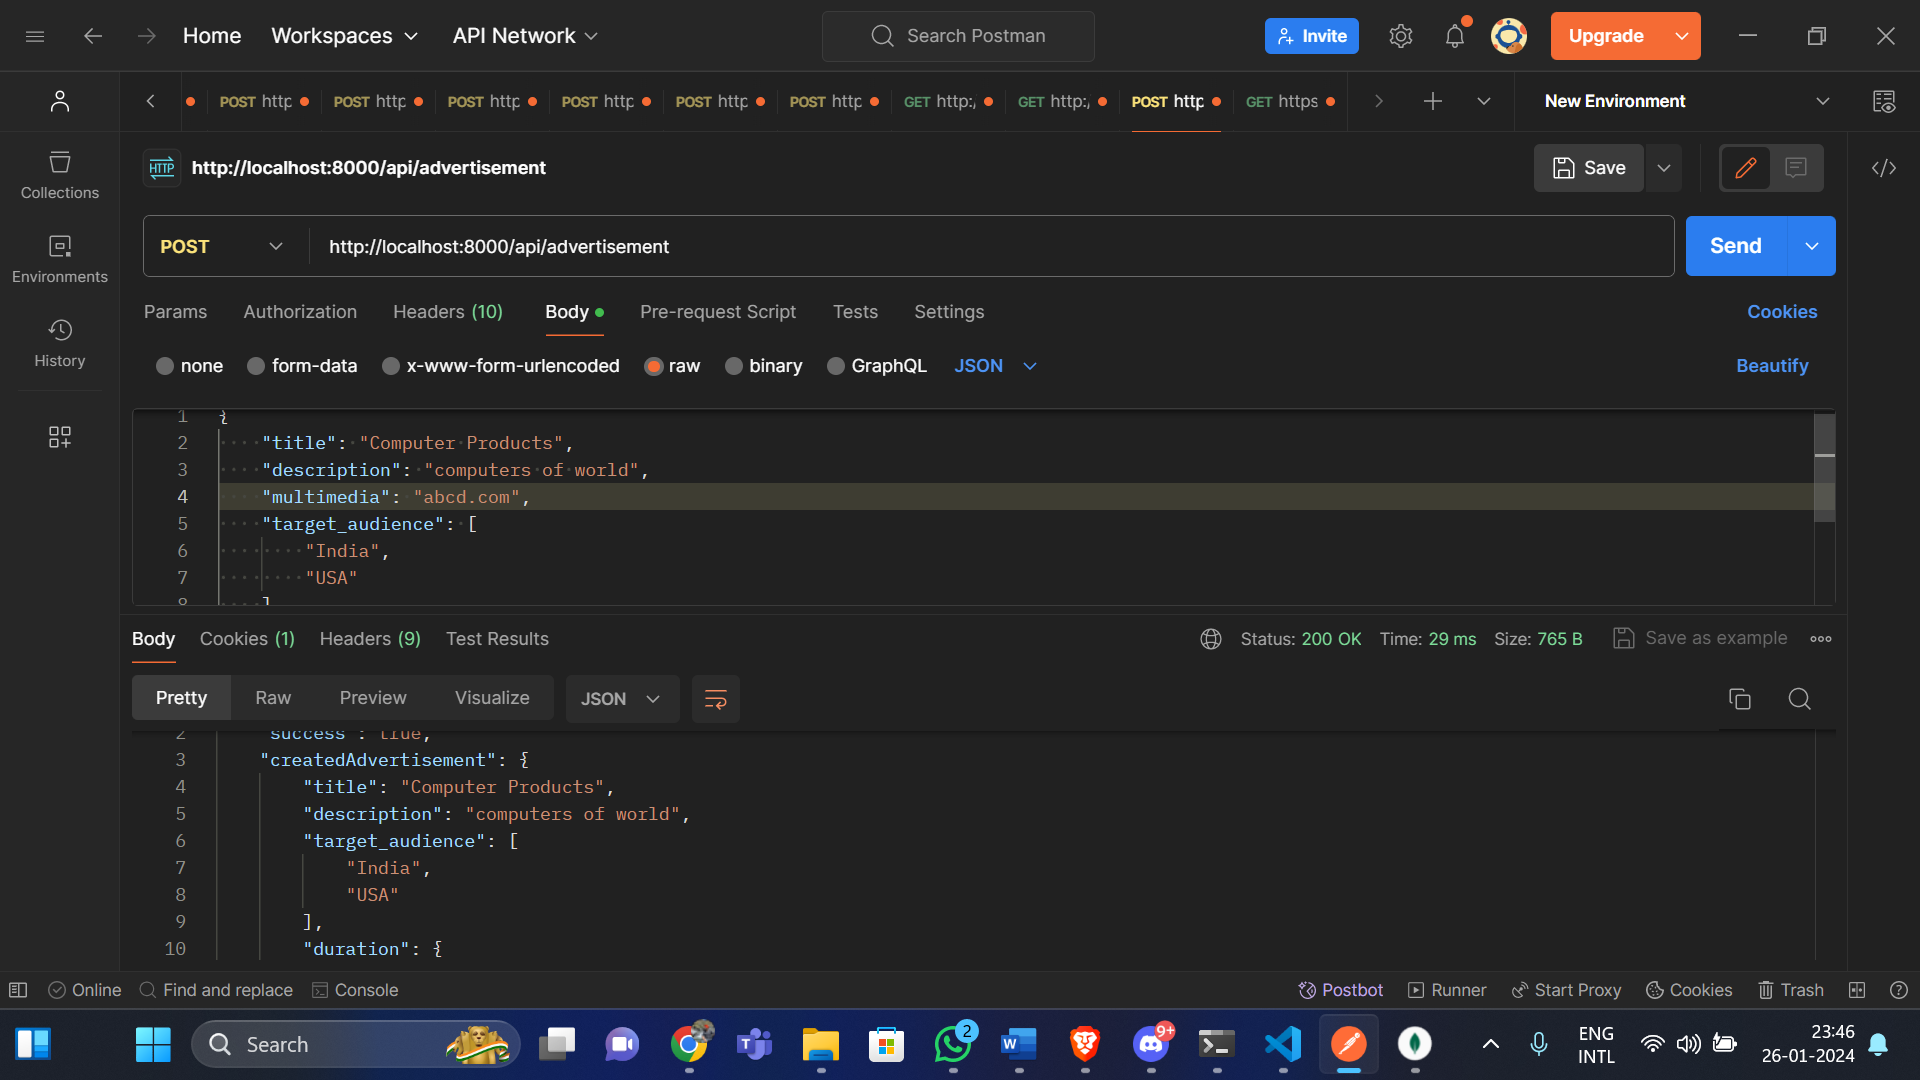 Home Workspaces API Network Search Postman Invite Upgrade
POST http POST http POST http POST http POST http POST http GET http:/ GET http:/ POST http GET https New Environment
HTTP http://localhost:8000/api/advertisement Save
Collections
Environments
History
POST http://localhost:8000/api/advertisement Send
Params Authorization Headers (10) Body Pre-request Script Tests Settings Cookies
none form-data x-www-form-urlencoded raw binary GraphQL JSON Beautify
1 {
2 "title": "Computer Products",
3 "description": "computers of world",
4 "multimedia": "abcd.com",
5 "target_audience": [
6 "India",
7 "USA"
8 ]
Body Cookies (1) Headers (9) Test Results Status: 200 OK Time: 29 ms Size: 765 B Save as example
Pretty Raw Preview Visualize JSON
2 "success": true,
3 "createdAdvertisement": {
4 "title": "Computer Products",
5 "description": "computers of world",
6 "target_audience": [
7 "India",
8 "USA"
9 ],
10 "duration": {
Online Find and replace Console Postbot Runner Start Proxy Cookies Trash
Search 2 9+ ENG INTL 23:46
26-01-2024